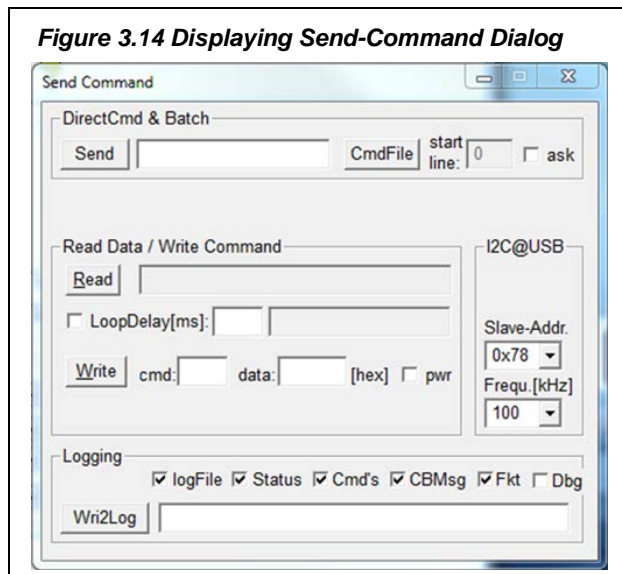 Figure 3.14 Displaying Send-Command Dialog
Send Command
DirectCmd & Batch
Send
CmdFile
start line:
0
ask
Read Data / Write Command
Read
LoopDelay[ms]:
Write
cmd:
data:
[hex]
pwr
I2C@USB
Slave-Addr.
0x78
Frequ.[kHz]
100
Logging
logFile Status Cmd's CBMsg Fkt Dbg
Wri2Log